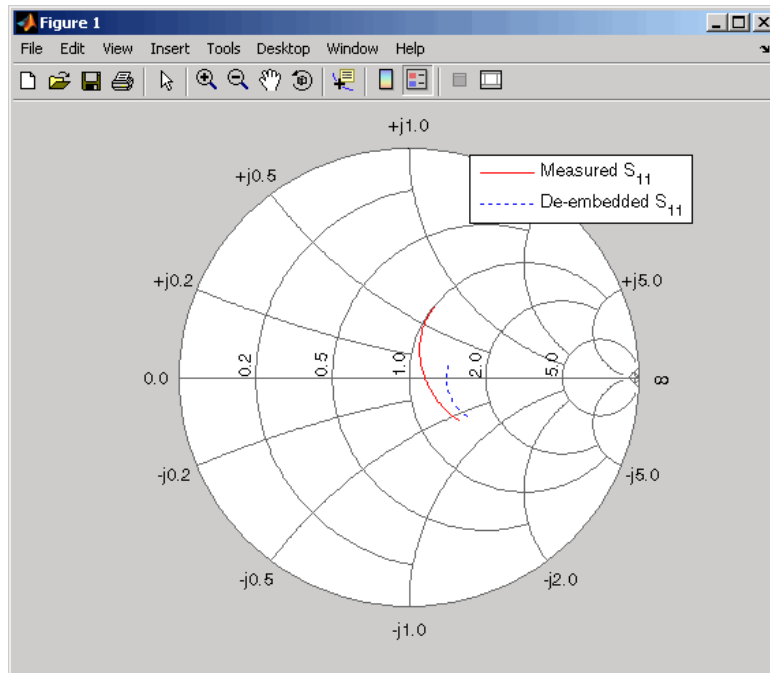 Figure 1
File Edit View Insert Tools Desktop Window Help
+j1.0
+j0.5
Measured S11
De-embedded S11
+j0.2
+j5.0
0.0
0.2
0.5
1.0
2.0
5.0
∞
-j0.2
-j5.0
-j0.5
-j2.0
-j1.0